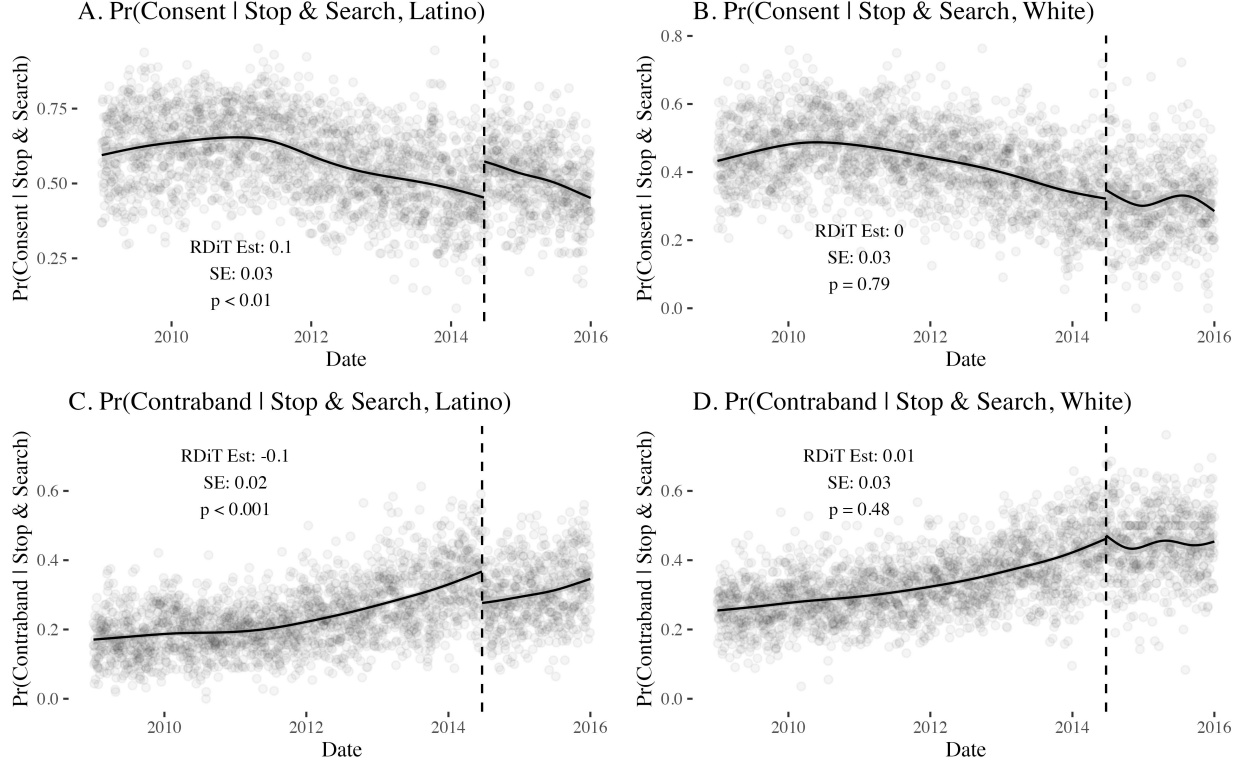 A. Pr(Consent | Stop & Search, Latino)
Pr(Consent | Stop & Search)
0.75
0.50
0.25
RDiT Est: 0.1
SE: 0.03
p < 0.01
2010
2012
2014
2016
Date
B. Pr(Consent | Stop & Search, White)
Pr(Consent | Stop & Search)
0.8
0.6
0.4
0.2
0.0
RDiT Est: 0
SE: 0.03
p = 0.79
2010
2012
2014
2016
Date
C. Pr(Contraband | Stop & Search, Latino)
Pr(Contraband | Stop & Search)
0.6
0.4
0.2
0.0
RDiT Est: -0.1
SE: 0.02
p < 0.001
2010
2012
2014
2016
Date
D. Pr(Contraband | Stop & Search, White)
Pr(Contraband | Stop & Search)
0.6
0.4
0.2
0.0
RDiT Est: 0.01
SE: 0.03
p = 0.48
2010
2012
2014
2016
Date